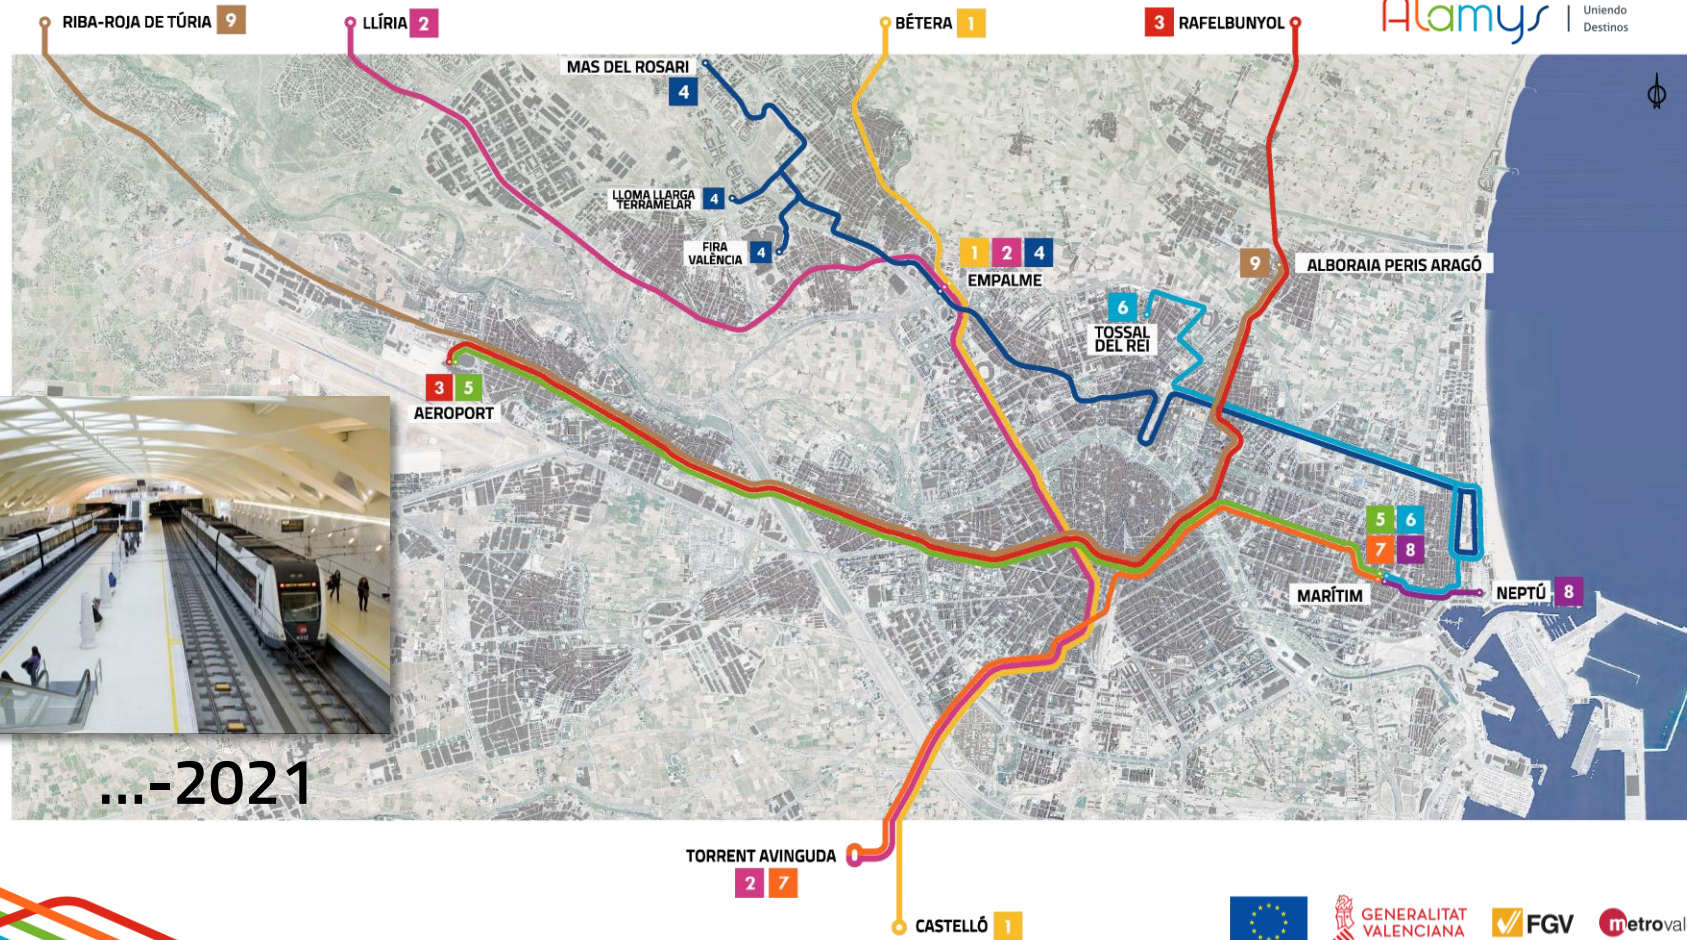 RIBA-ROJA DE TÚRIA 9
LLÍRIA 2
BÉTERA 1
3 RAFELBUNYOL
Alamys
Uniendo
Destinos
MAS DEL ROSARI
4
LLOMA LLARGA
TERRAMELAR
4
FIRA
VALÈNCIA
4
1 2 4
EMPALME
9 ALBORAIA PERIS ARAGÓ
6
TOSSAL
DEL REI
3 5
AEROPORT
5 6
7 8
MARÍTIM
NEPTÚ 8
...-2021
TORRENT AVINGUDA
2 7
CASTELLÓ 1
GENERALITAT
VALENCIANA
FGV
metroval